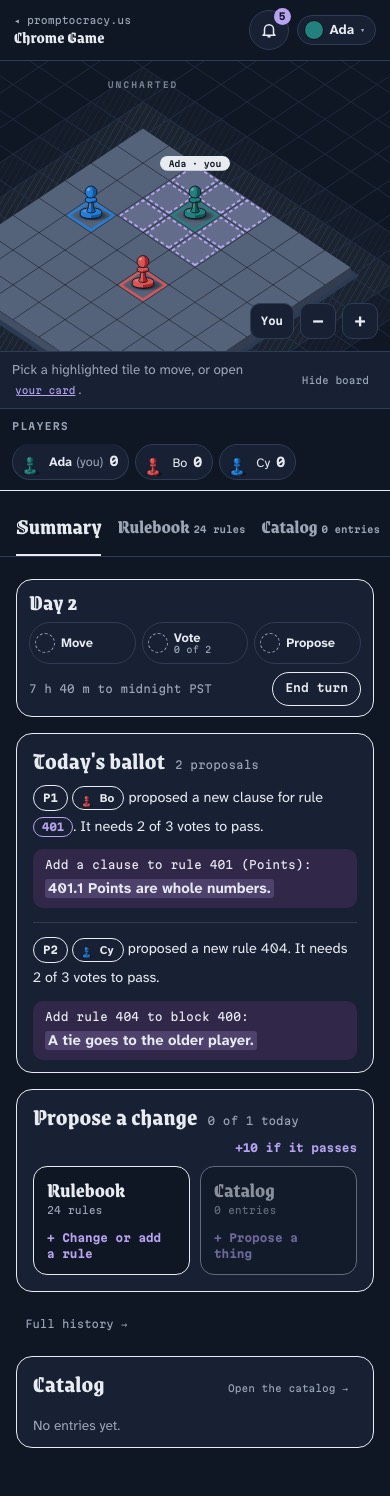 ◂ promptocracy.us
Chrome Game
5
Ada ▾
UNCHARTED
Ada · you
You
−
+
Pick a highlighted tile to move, or open
your card.
Hide board
PLAYERS
Ada (you) 0
Bo 0
Cy 0
Summary
Rulebook 24 rules
Catalog 0 entries
Day 2
Move
Vote
0 of 2
Propose
7 h 40 m to midnight PST
End turn
Today's ballot 2 proposals
P1 Bo proposed a new clause for rule
401. It needs 2 of 3 votes to pass.
Add a clause to rule 401 (Points):
401.1 Points are whole numbers.
P2 Cy proposed a new rule 404. It needs
2 of 3 votes to pass.
Add rule 404 to block 400:
A tie goes to the older player.
Propose a change 0 of 1 today
+10 if it passes
Rulebook
24 rules
+ Change or add
a rule
Catalog
0 entries
+ Propose a
thing
Full history →
Catalog
Open the catalog →
No entries yet.